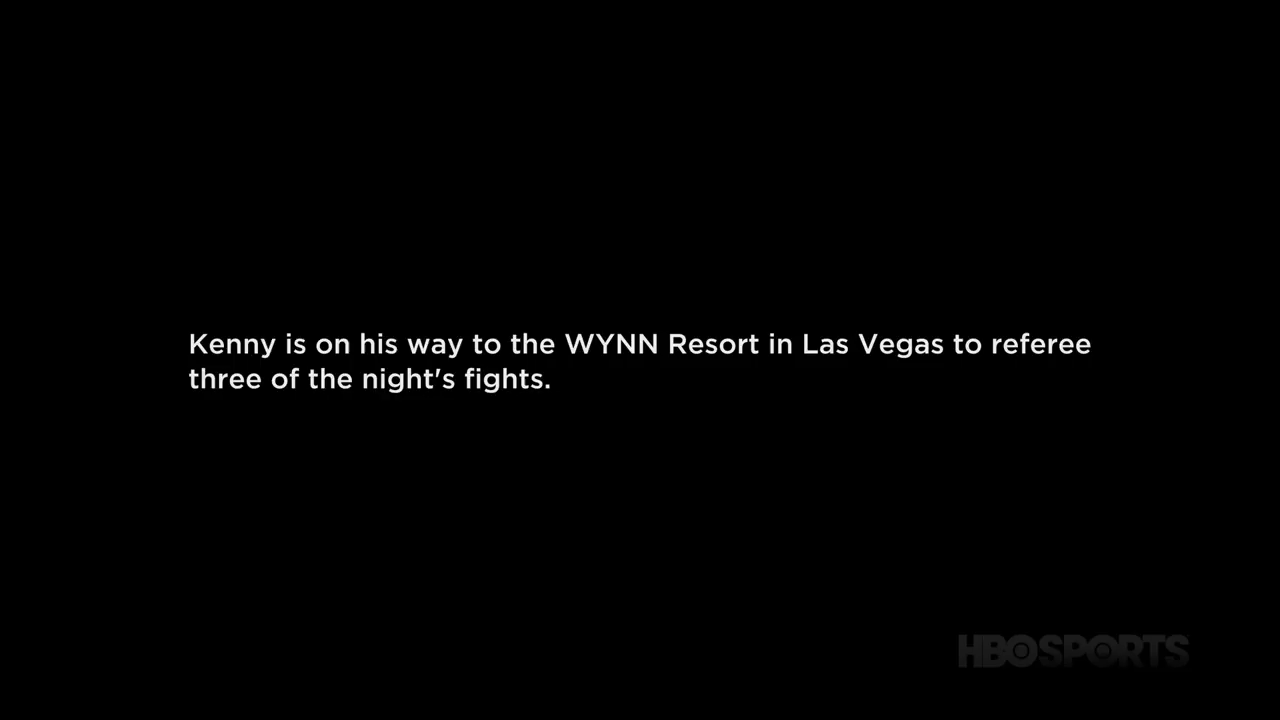 Kenny is on his way to the WYNN Resort in Las Vegas to referee
three of the night's fights.
HBOSPORTS